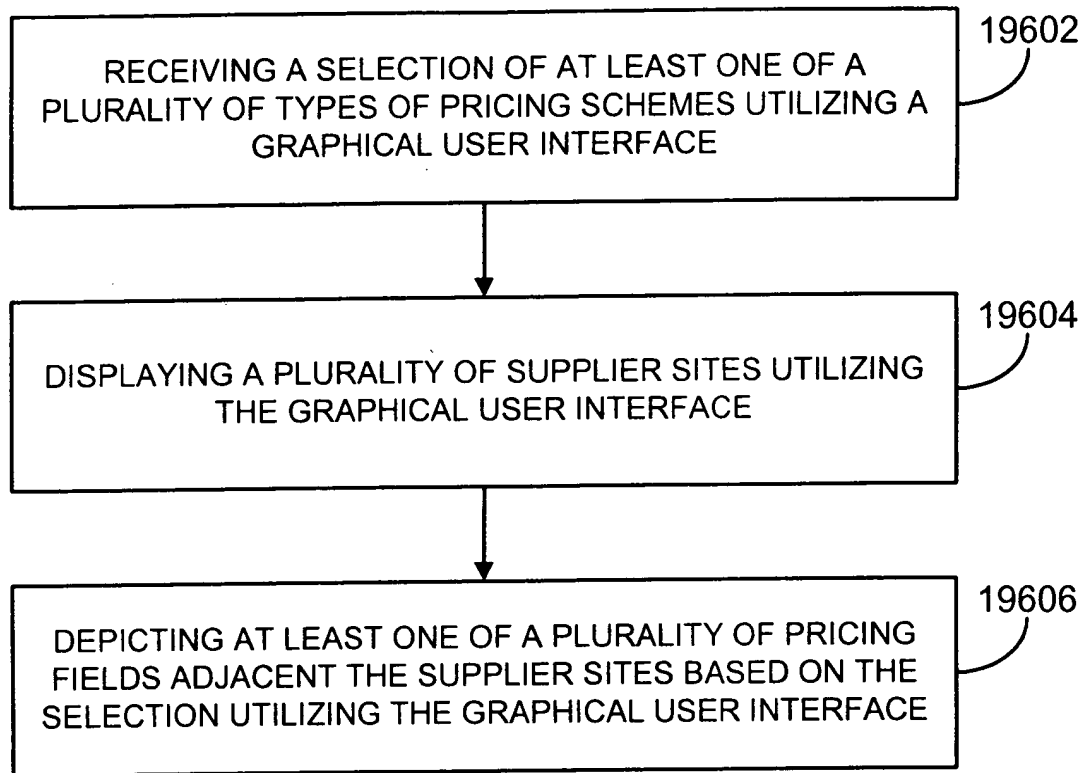 19602
RECEIVING A SELECTION OF AT LEAST ONE OF A
PLURALITY OF TYPES OF PRICING SCHEMES UTILIZING A
GRAPHICAL USER INTERFACE
19604
DISPLAYING A PLURALITY OF SUPPLIER SITES UTILIZING
THE GRAPHICAL USER INTERFACE
19606
DEPICTING AT LEAST ONE OF A PLURALITY OF PRICING
FIELDS ADJACENT THE SUPPLIER SITES BASED ON THE
SELECTION UTILIZING THE GRAPHICAL USER INTERFACE